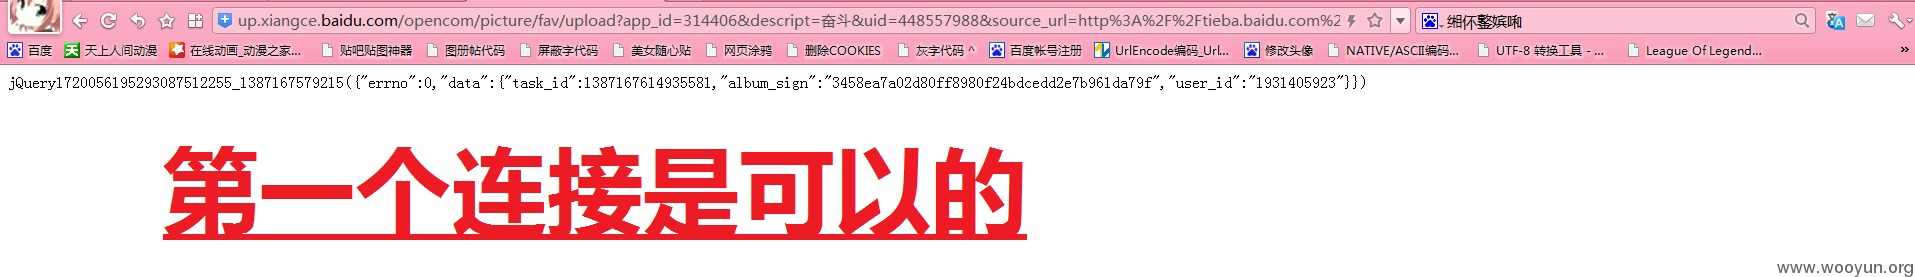 up.xiangce.baidu.com/opencom/picture/fav/upload?app_id=314406&descript=奋斗&uid=448557988&source_url=http%3A%2F%2Ftieba.baidu.com%2
百度 天上人间动漫 在线动画_动漫之家... 贴吧贴图神器 图册帖代码 屏蔽字代码 美女随心贴 网页涂鸦 删除COOKIES 灰字代码 ^ 百度帐号注册 UrlEncode编码_Url... 修改头像 NATIVE/ASCII编码... UTF-8 转换工具 - ... League Of Legend... »
jQuery1720056195293087512255_1387167579215({"errno":0,"data":{"task_id":1387167614935581,"album_sign":"3458ea7a02d80ff8980f24bdcedd2e7b961da79f","user_id":"1931405923"}})
第一个连接是可以的
www.wooyun.org